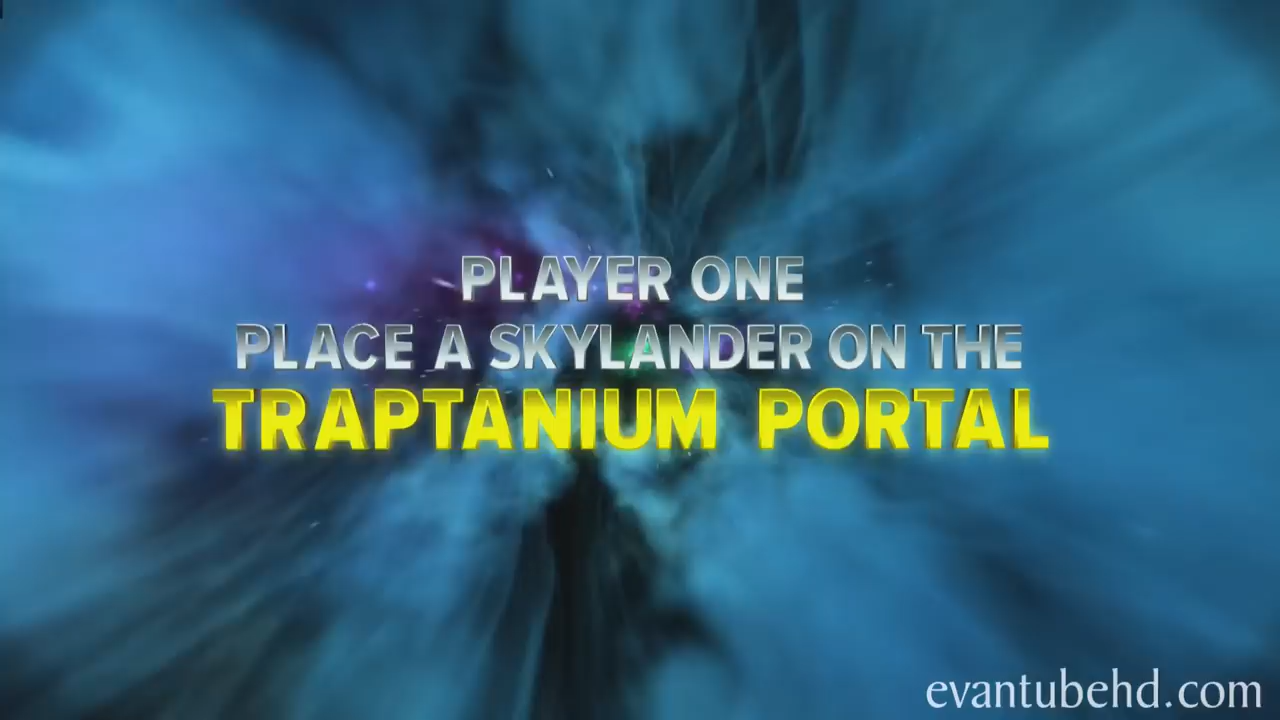 PLAYER ONE
PLACE A SKYLANDER ON THE
TRAPTANIUM PORTAL
evantubehd.com